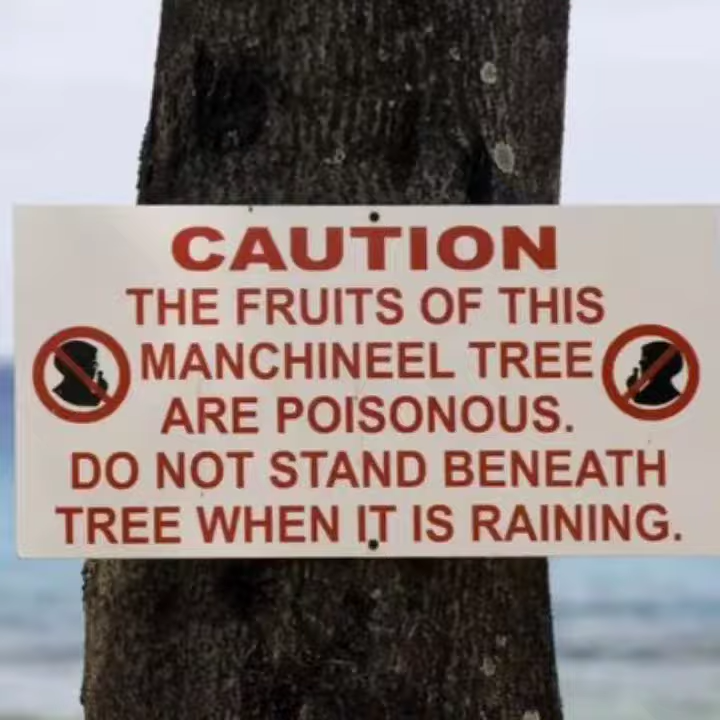 CAUTION
THE FRUITS OF THIS
MANCHINEEL TREE
ARE POISONOUS.
DO NOT STAND BENEATH
TREE WHEN IT IS RAINING.